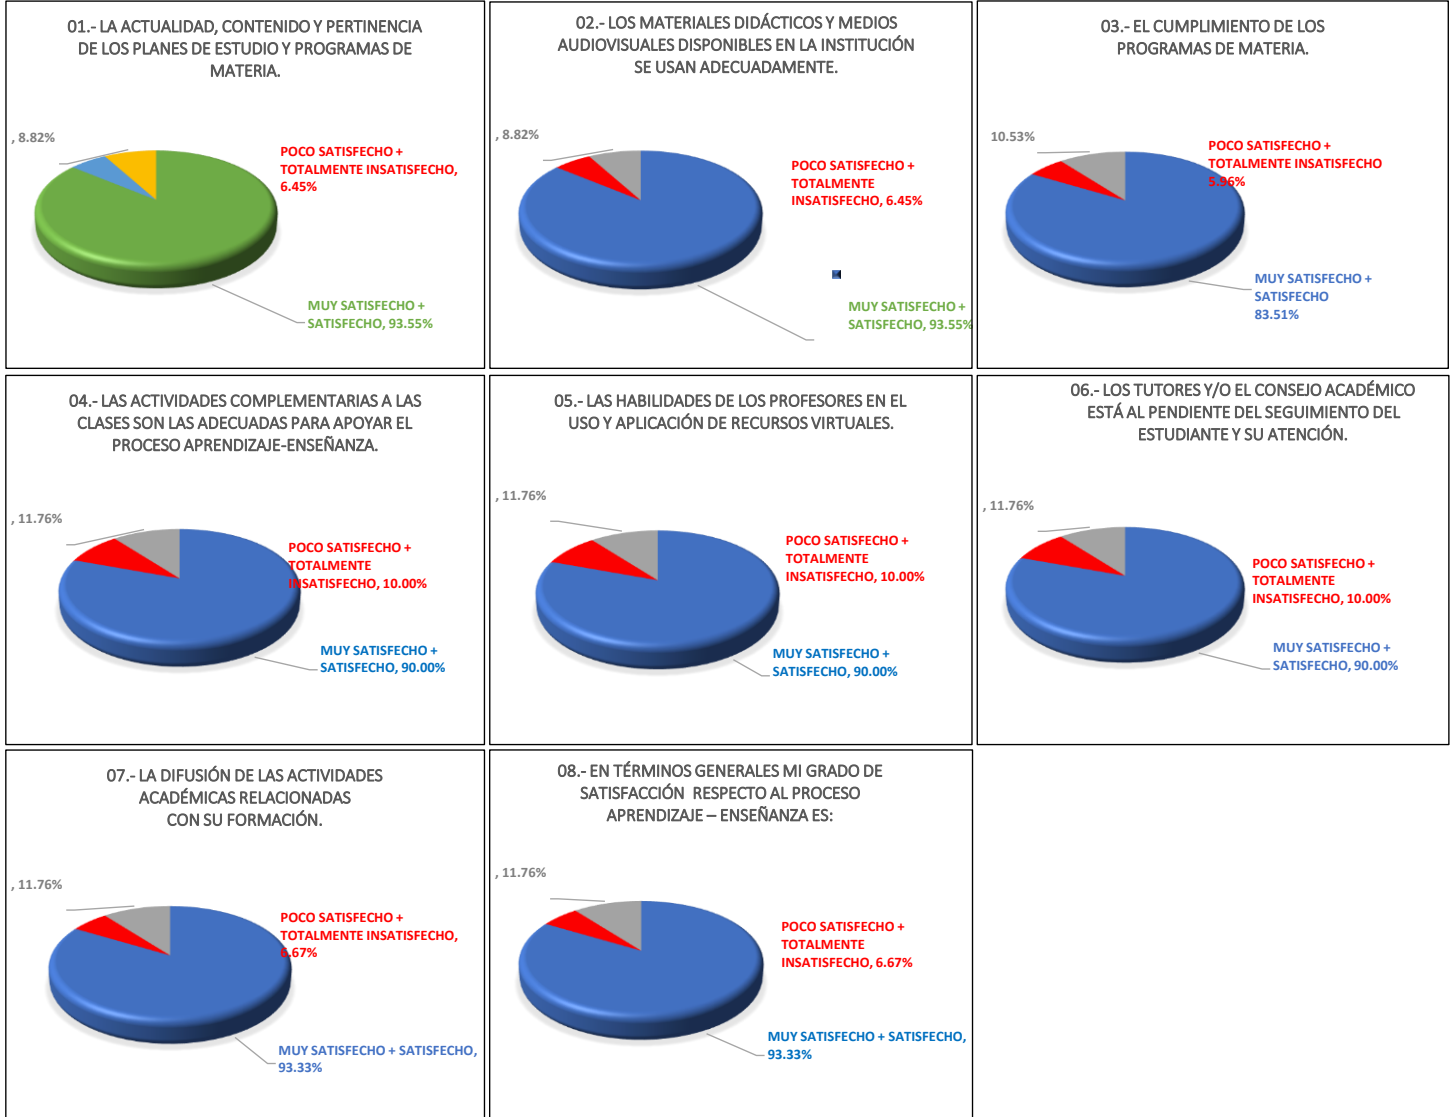 01.- LA ACTUALIDAD, CONTENIDO Y PERTINENCIA
DE LOS PLANES DE ESTUDIO Y PROGRAMAS DE
MATERIA.
, 8.82%
POCO SATISFECHO +
TOTALMENTE INSATISFECHO,
6.45%
MUY SATISFECHO +
SATISFECHO, 93.55%
02.- LOS MATERIALES DIDÁCTICOS Y MEDIOS
AUDIOVISUALES DISPONIBLES EN LA INSTITUCIÓN
SE USAN ADECUADAMENTE.
, 8.82%
POCO SATISFECHO +
TOTALMENTE
INSATISFECHO, 6.45%
MUY SATISFECHO +
SATISFECHO, 93.55%
03.- EL CUMPLIMIENTO DE LOS
PROGRAMAS DE MATERIA.
10.53%
POCO SATISFECHO +
TOTALMENTE INSATISFECHO
5.96%
MUY SATISFECHO +
SATISFECHO
83.51%
04.- LAS ACTIVIDADES COMPLEMENTARIAS A LAS
CLASES SON LAS ADECUADAS PARA APOYAR EL
PROCESO APRENDIZAJE-ENSEÑANZA.
, 11.76%
POCO SATISFECHO +
TOTALMENTE
INSATISFECHO, 10.00%
MUY SATISFECHO +
SATISFECHO, 90.00%
05.- LAS HABILIDADES DE LOS PROFESORES EN EL
USO Y APLICACIÓN DE RECURSOS VIRTUALES.
, 11.76%
POCO SATISFECHO +
TOTALMENTE
INSATISFECHO, 10.00%
MUY SATISFECHO +
SATISFECHO, 90.00%
06.- LOS TUTORES Y/O EL CONSEJO ACADÉMICO
ESTÁ AL PENDIENTE DEL SEGUIMIENTO DEL
ESTUDIANTE Y SU ATENCIÓN.
, 11.76%
POCO SATISFECHO +
TOTALMENTE
INSATISFECHO, 10.00%
MUY SATISFECHO +
SATISFECHO, 90.00%
07.- LA DIFUSIÓN DE LAS ACTIVIDADES
ACADÉMICAS RELACIONADAS
CON SU FORMACIÓN.
, 11.76%
POCO SATISFECHO +
TOTALMENTE INSATISFECHO,
6.67%
MUY SATISFECHO + SATISFECHO,
93.33%
08.- EN TÉRMINOS GENERALES MI GRADO DE
SATISFACCIÓN  RESPECTO AL PROCESO
APRENDIZAJE – ENSEÑANZA ES:
, 11.76%
POCO SATISFECHO +
TOTALMENTE
INSATISFECHO, 6.67%
MUY SATISFECHO + SATISFECHO,
93.33%